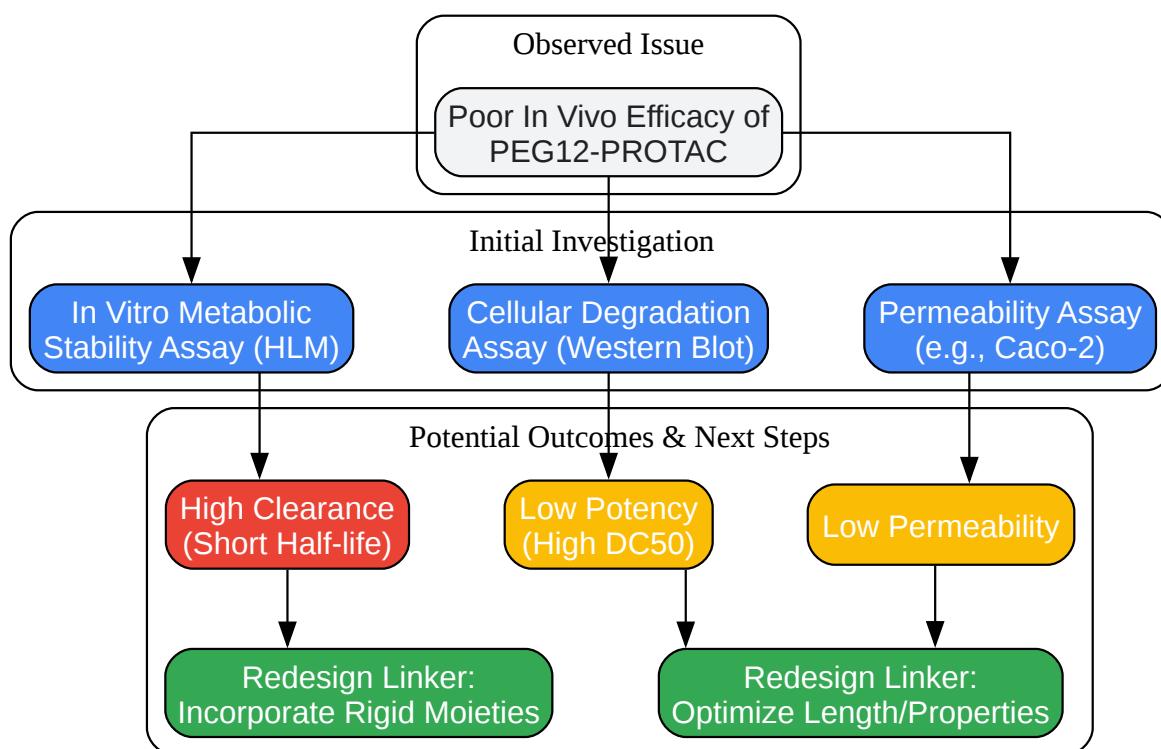 Observed Issue
Poor In Vivo Efficacy of
PEG12-PROTAC
Initial Investigation
In Vitro Metabolic
Stability Assay (HLM)
Cellular Degradation
Assay (Western Blot)
Permeability Assay
(e.g., Caco-2)
Potential Outcomes & Next Steps
High Clearance
(Short Half-life)
Low Potency
(High DC50)
Low Permeability
Redesign Linker:
Incorporate Rigid Moieties
Redesign Linker:
Optimize Length/Properties